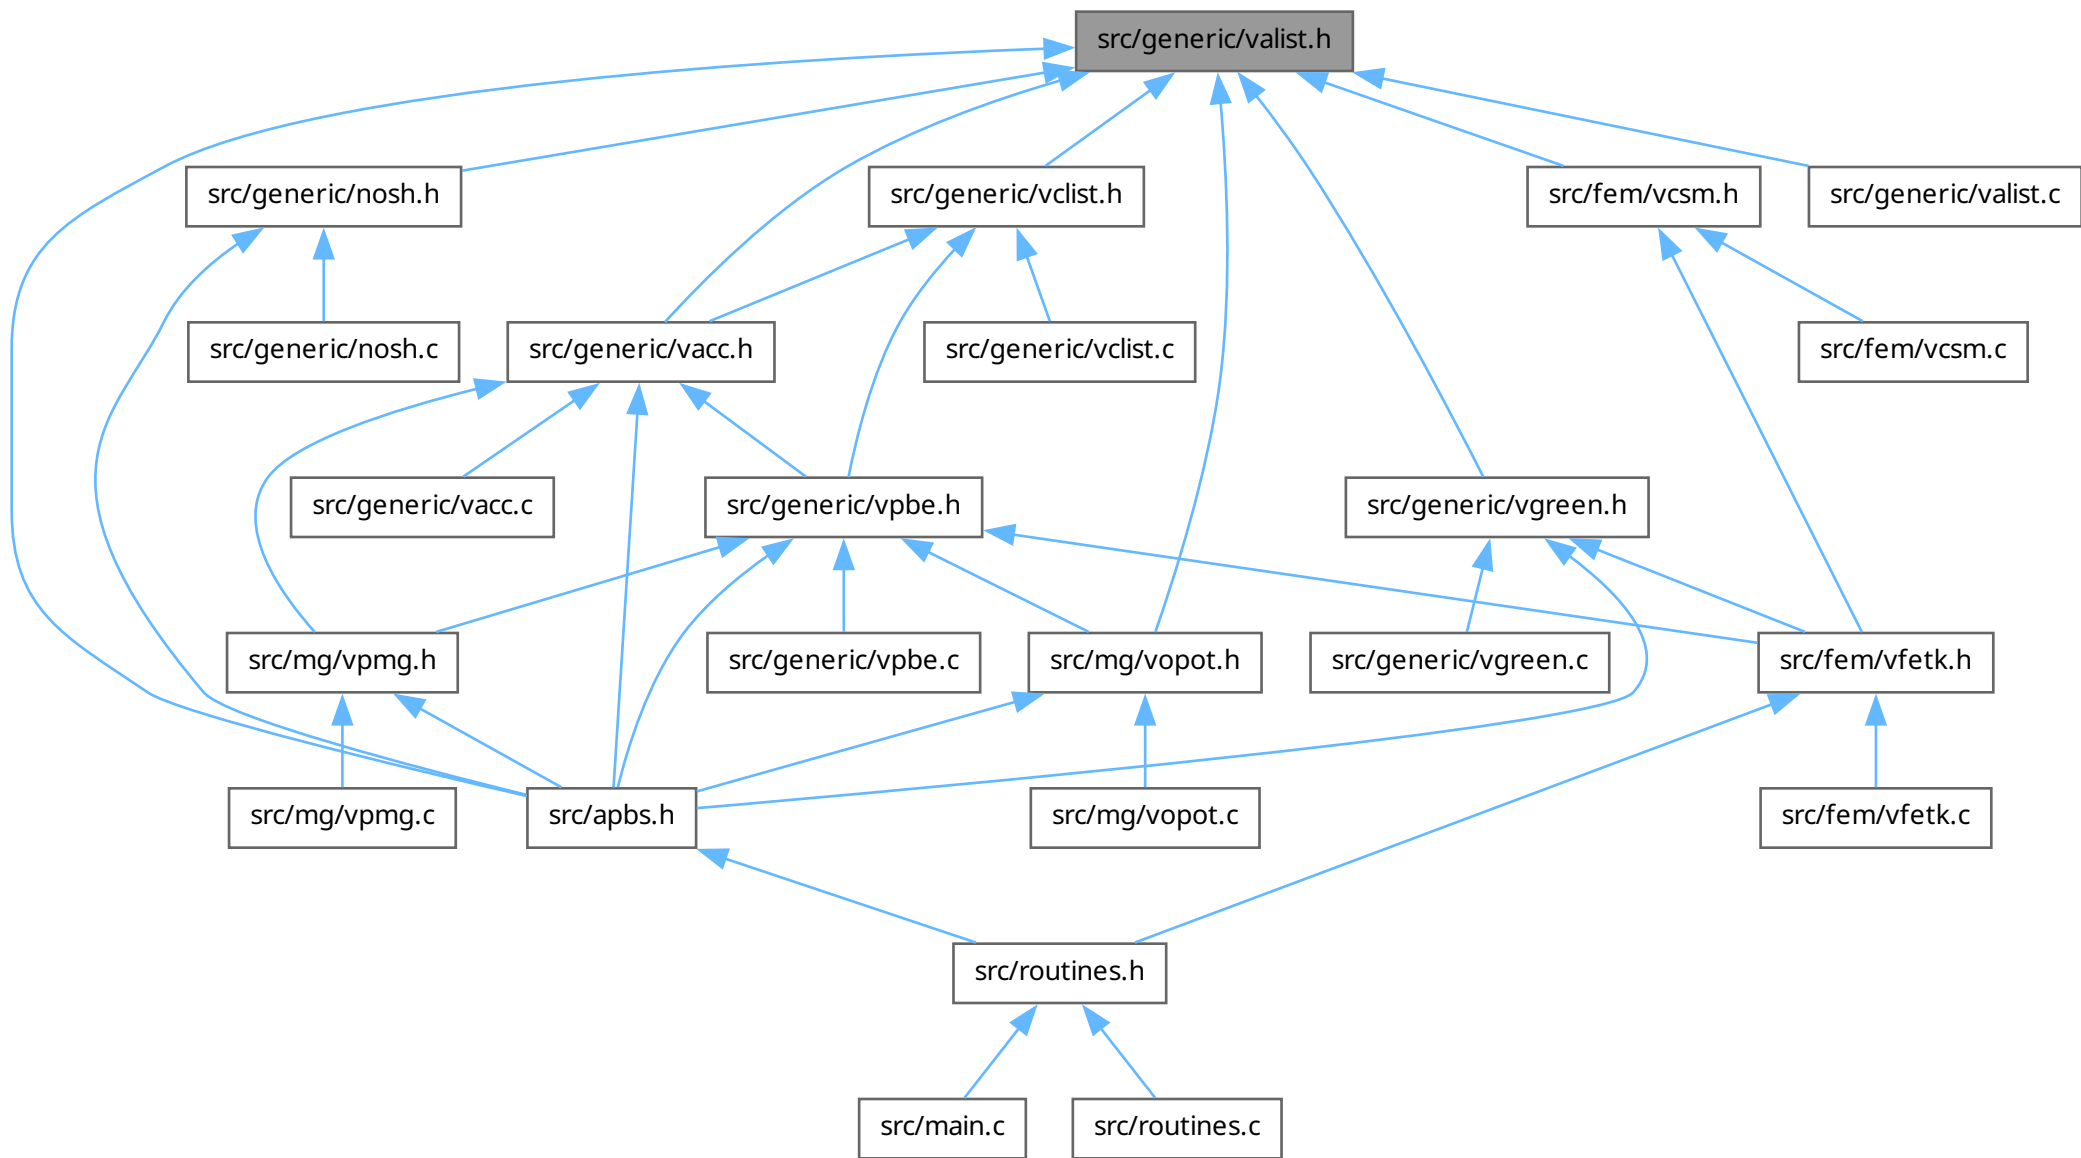 src/generic/valist.h
src/generic/nosh.h
src/generic/vclist.h
src/fem/vcsm.h
src/generic/valist.c
src/generic/nosh.c
src/generic/vacc.h
src/generic/vclist.c
src/fem/vcsm.c
src/generic/vacc.c
src/generic/vpbe.h
src/generic/vgreen.h
src/mg/vpmg.h
src/generic/vpbe.c
src/mg/vopot.h
src/generic/vgreen.c
src/fem/vfetk.h
src/mg/vpmg.c
src/apbs.h
src/mg/vopot.c
src/fem/vfetk.c
src/routines.h
src/main.c
src/routines.c